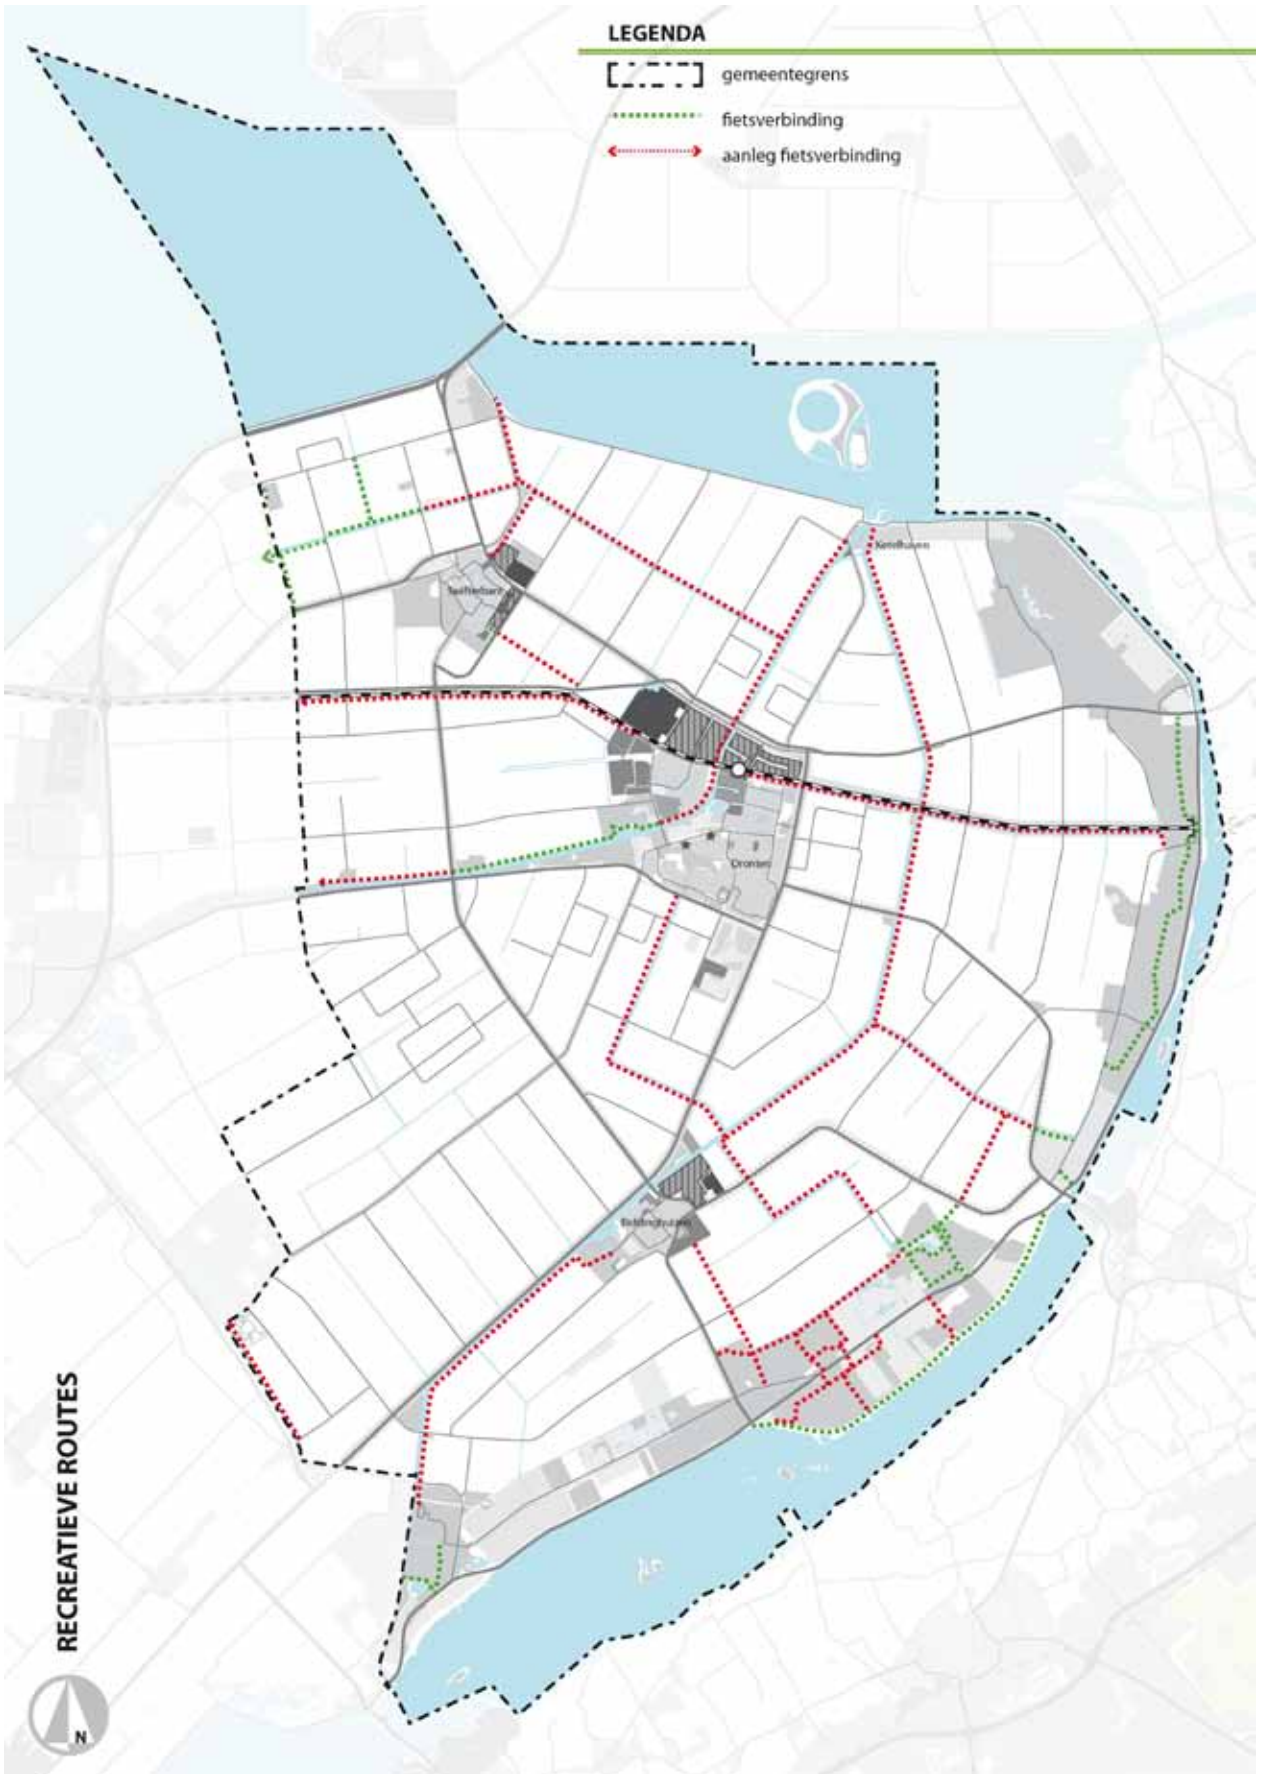 LEGENDA
gemeentegrens
fietsverbinding
aanleg fietsverbinding
Ketelhaven
Swifterbant
Dronten
Biddinghuizen
RECREATIEVE ROUTES
N